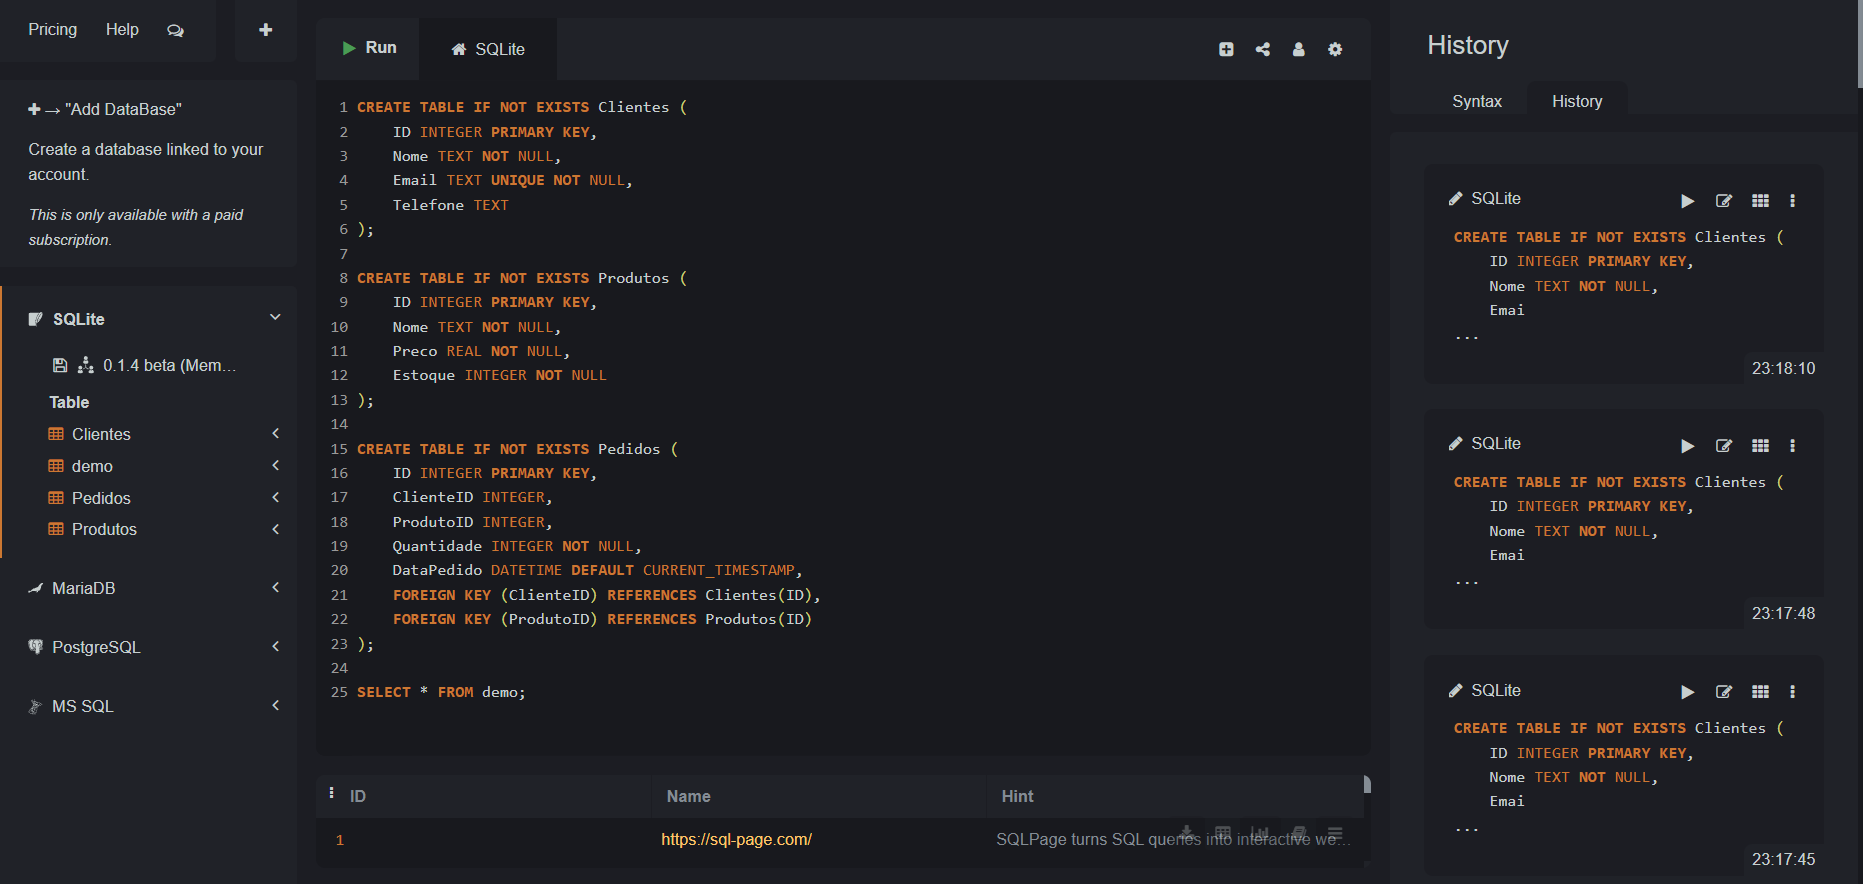 Pricing Help
"Add DataBase"
Create a database linked to your
account.
This is only available with a paid
subscription.
SQLite
0.1.4 beta (Mem...
Table
Clientes
demo
Pedidos
Produtos
MariaDB
PostgreSQL
MS SQL
Run SQLite
1 CREATE TABLE IF NOT EXISTS Clientes (
2 ID INTEGER PRIMARY KEY,
3 Nome TEXT NOT NULL,
4 Email TEXT UNIQUE NOT NULL,
5 Telefone TEXT
6 );
7
8 CREATE TABLE IF NOT EXISTS Produtos (
9 ID INTEGER PRIMARY KEY,
10 Nome TEXT NOT NULL,
11 Preco REAL NOT NULL,
12 Estoque INTEGER NOT NULL
13 );
14
15 CREATE TABLE IF NOT EXISTS Pedidos (
16 ID INTEGER PRIMARY KEY,
17 ClienteID INTEGER,
18 ProdutoID INTEGER,
19 Quantidade INTEGER NOT NULL,
20 DataPedido DATETIME DEFAULT CURRENT_TIMESTAMP,
21 FOREIGN KEY (ClienteID) REFERENCES Clientes(ID),
22 FOREIGN KEY (ProdutoID) REFERENCES Produtos(ID)
23 );
24
25 SELECT * FROM demo;
ID Name Hint
1 https://sql-page.com/ SQLPage turns SQL queries into interactive we...
History
Syntax History
SQLite
CREATE TABLE IF NOT EXISTS Clientes (
ID INTEGER PRIMARY KEY,
Nome TEXT NOT NULL,
Emai
...
23:18:10
SQLite
CREATE TABLE IF NOT EXISTS Clientes (
ID INTEGER PRIMARY KEY,
Nome TEXT NOT NULL,
Emai
...
23:17:48
SQLite
CREATE TABLE IF NOT EXISTS Clientes (
ID INTEGER PRIMARY KEY,
Nome TEXT NOT NULL,
Emai
...
23:17:45